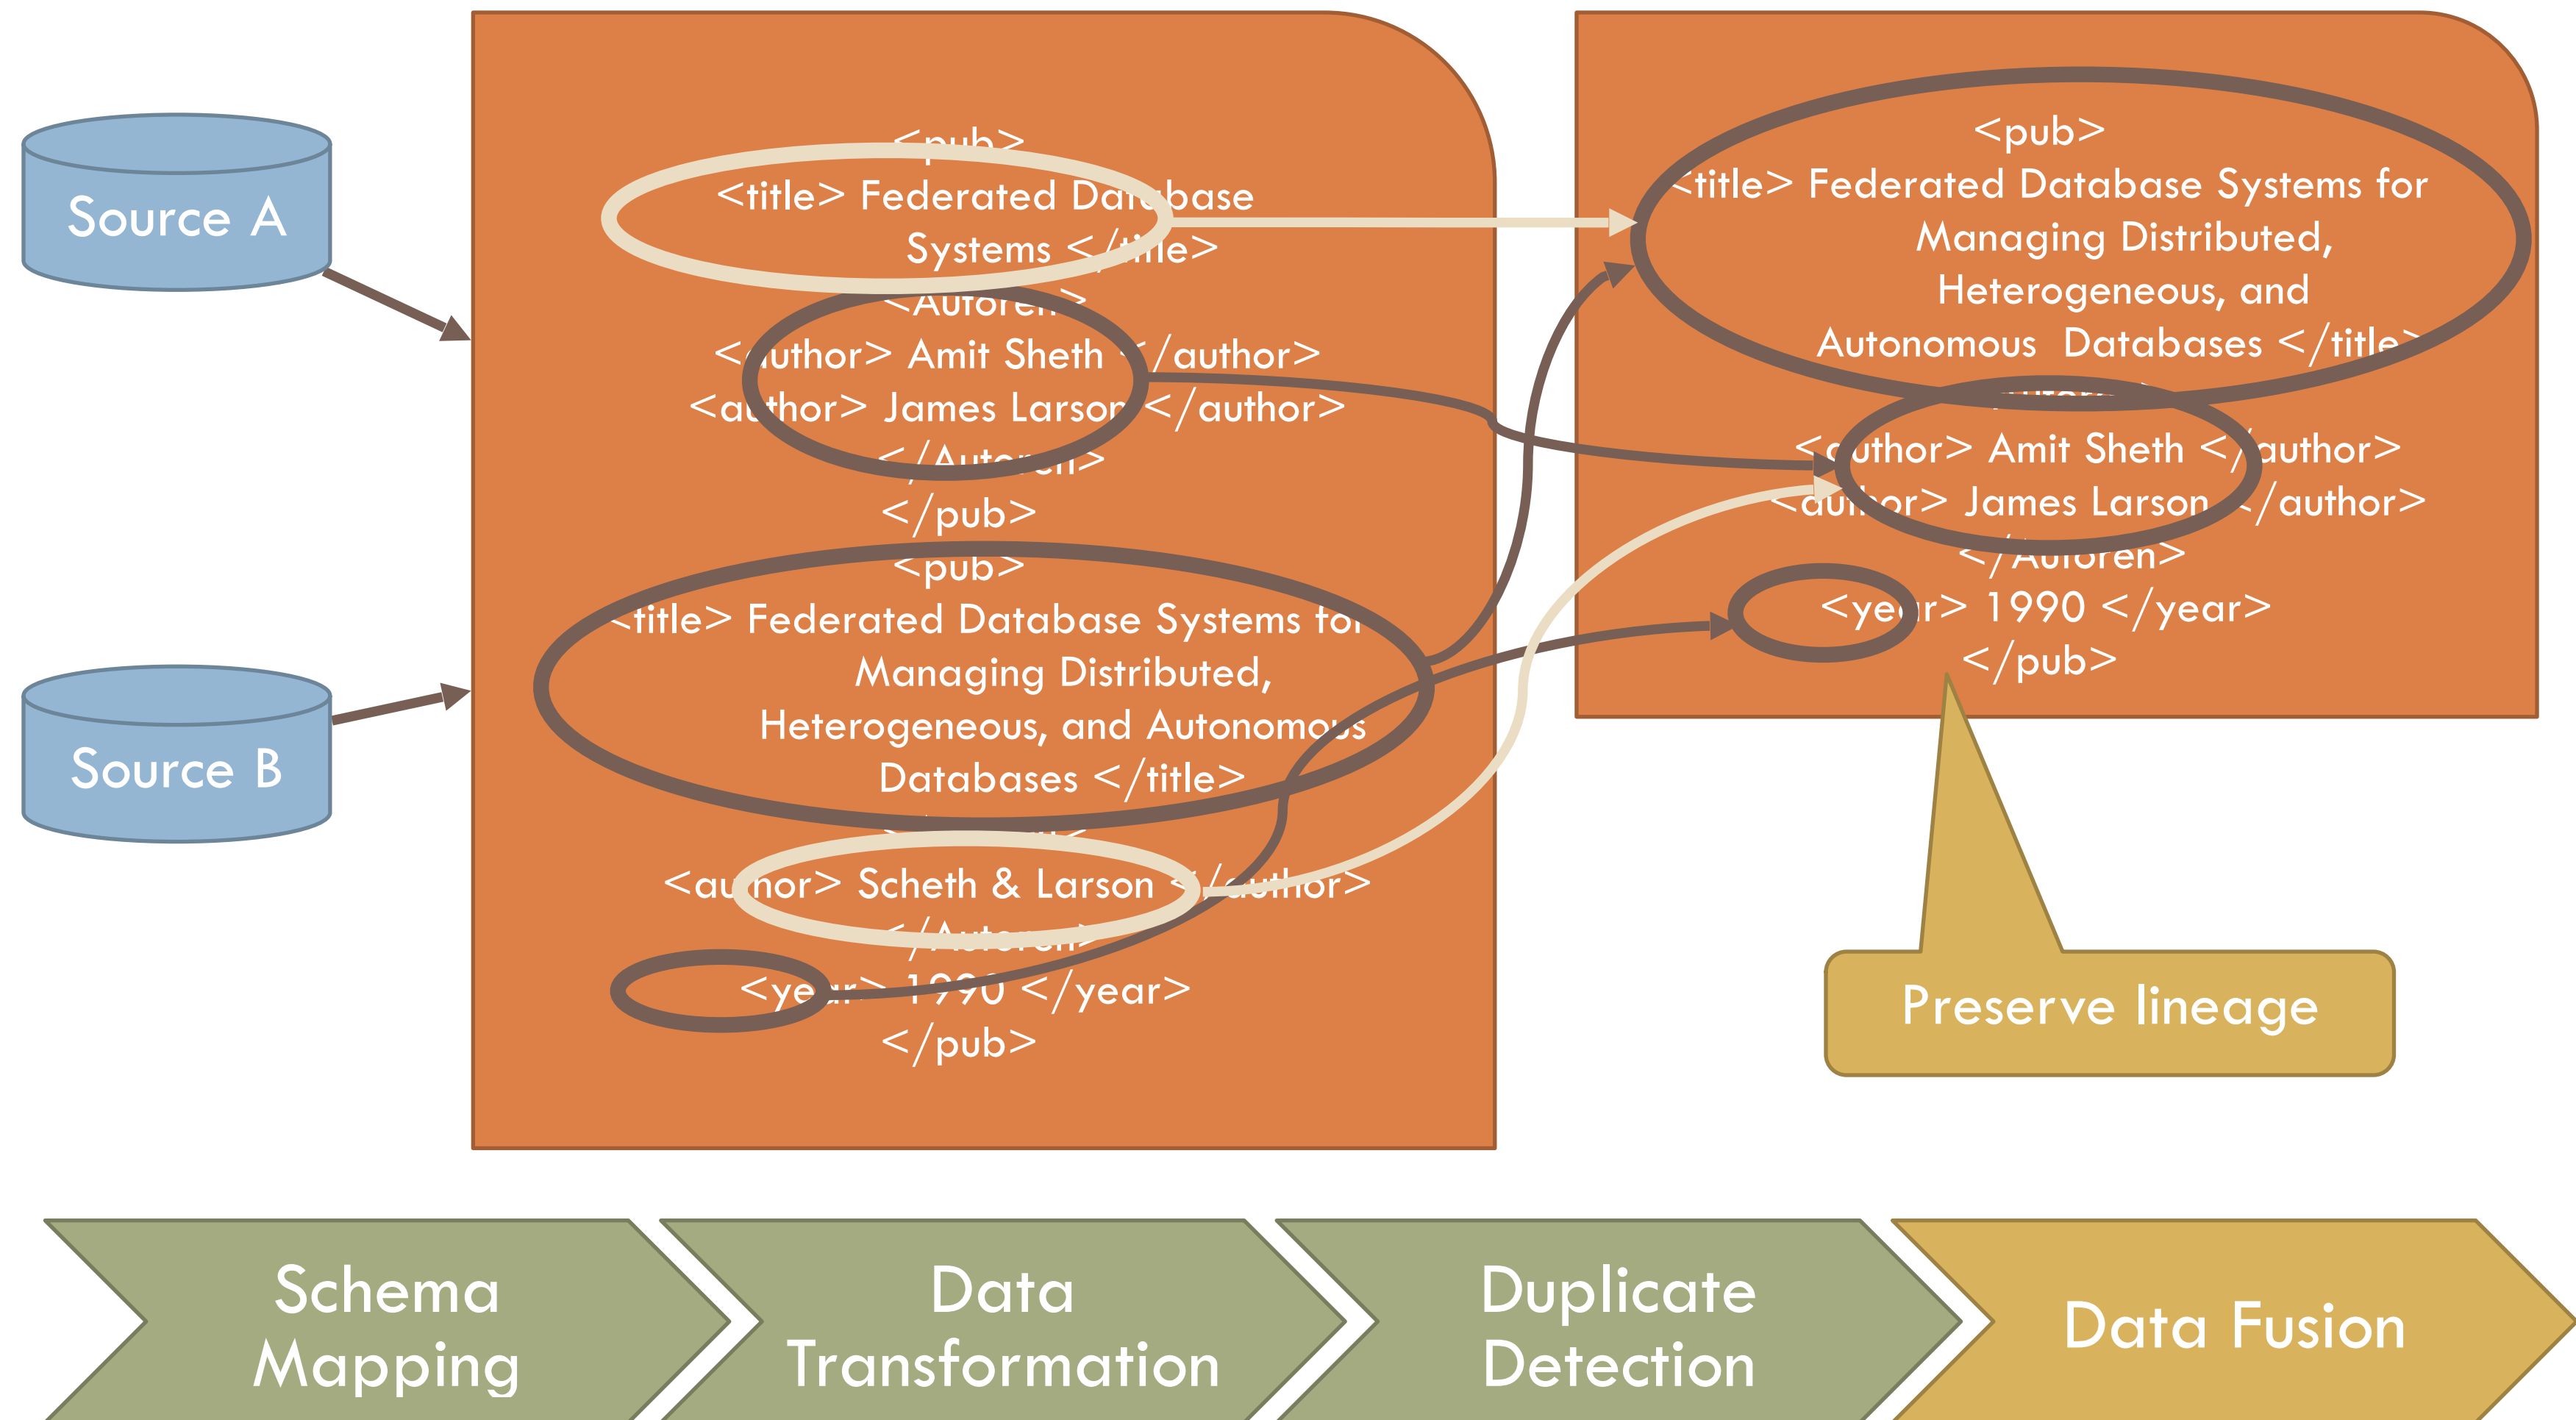 Source A
Source B
<pub>
<title> Federated Database
Systems </title>
<Autoren>
<author> Amit Sheth </author>
<author> James Larson </author>
</Autoren>
</pub>
<pub>
<title> Federated Database Systems for
Managing Distributed,
Heterogeneous, and Autonomous
Databases </title>
<author> Scheth & Larson </author>
</Autoren>
<year> 1990 </year>
</pub>
<pub>
<title> Federated Database Systems for
Managing Distributed,
Heterogeneous, and
Autonomous Databases </title>
<author> Amit Sheth </author>
<author> James Larson </author>
</Autoren>
<year> 1990 </year>
</pub>
Preserve lineage
Schema
Mapping
Data
Transformation
Duplicate
Detection
Data Fusion